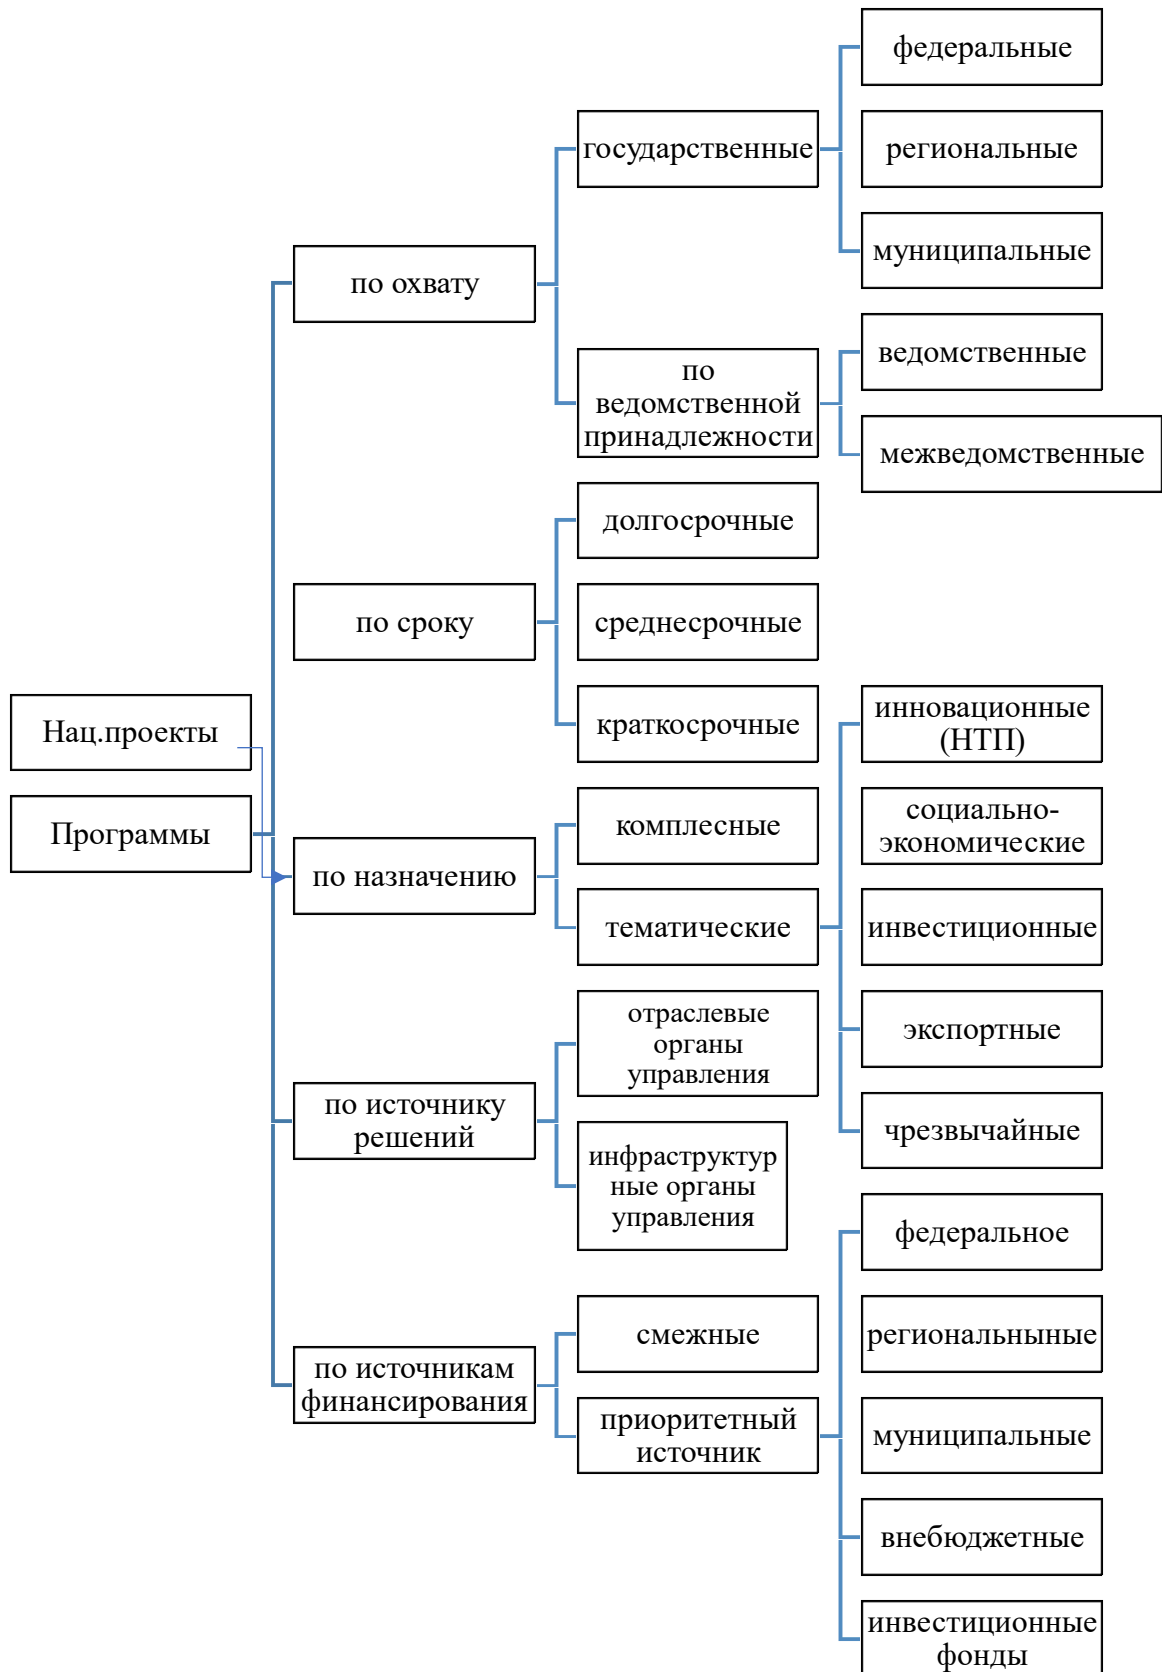 федеральные
государственные
региональные
муниципальные
по охвату
ведомственные
по
ведомственной
принадлежности
межведомственные
долгосрочные
по сроку
среднесрочные
краткосрочные
инновационные
(НТП)
Нац.проекты
Программы
социально-
экономические
комплесные
по назначению
тематические
инвестиционные
экспортные
отраслевые
органы
управления
по источнику
решений
чрезвычайные
инфраструктур
ные органы
управления
федеральное
смежные
региональныные
по источникам
финансирования
приоритетный
источник
муниципальные
внебюджетные
инвестиционные
фонды